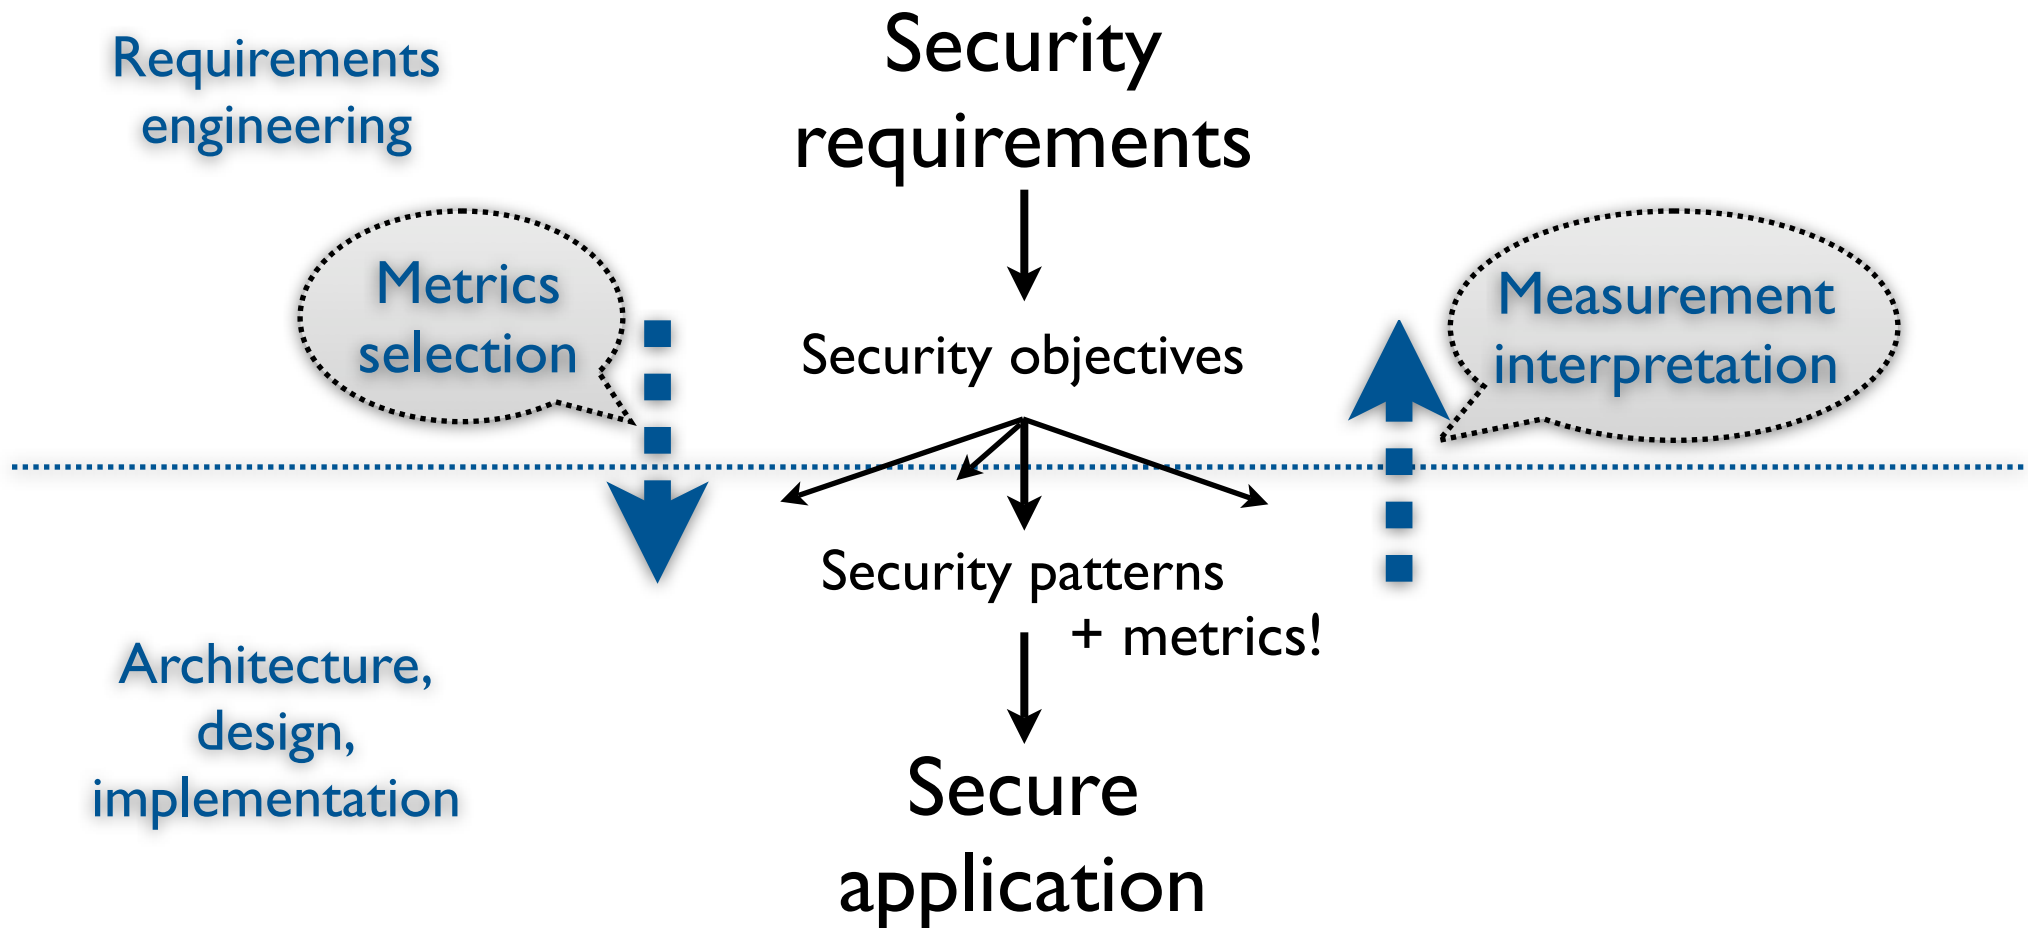 Requirements
engineering
Security
requirements
Metrics
selection
Security objectives
Measurement
interpretation
Security patterns
+ metrics!
Architecture,
design,
implementation
Secure
application